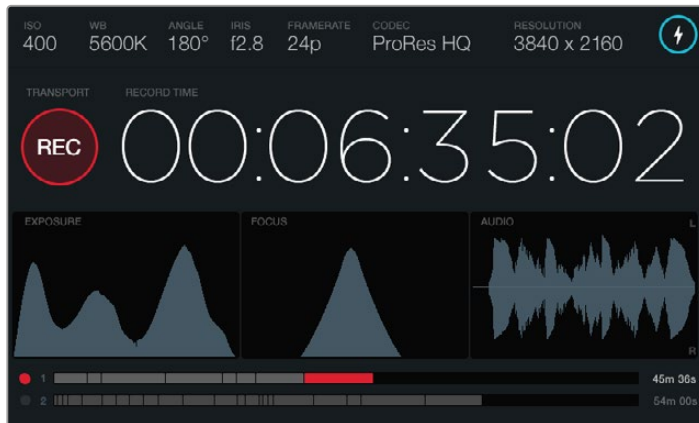 ISO WB ANGLE IRIS FRAMERATE CODEC RESOLUTION
400 5600K 180° f2.8 24p ProRes HQ 3840 x 2160
TRANSPORT RECORD TIME
REC 00:06:35:02
EXPOSURE FOCUS AUDIO L
R
1 45m 36s
2 54m 00s